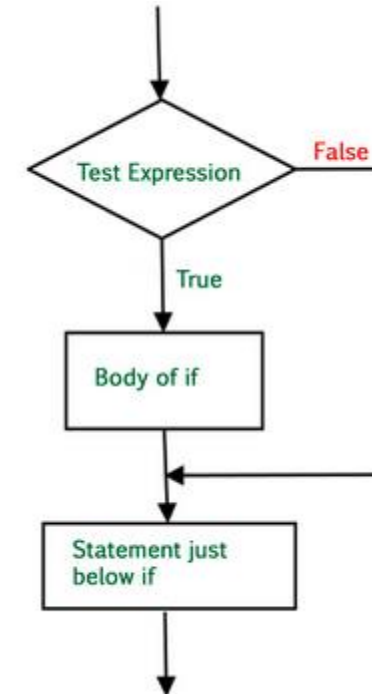 Test Expression
False
True
Body of if
Statement just
below if